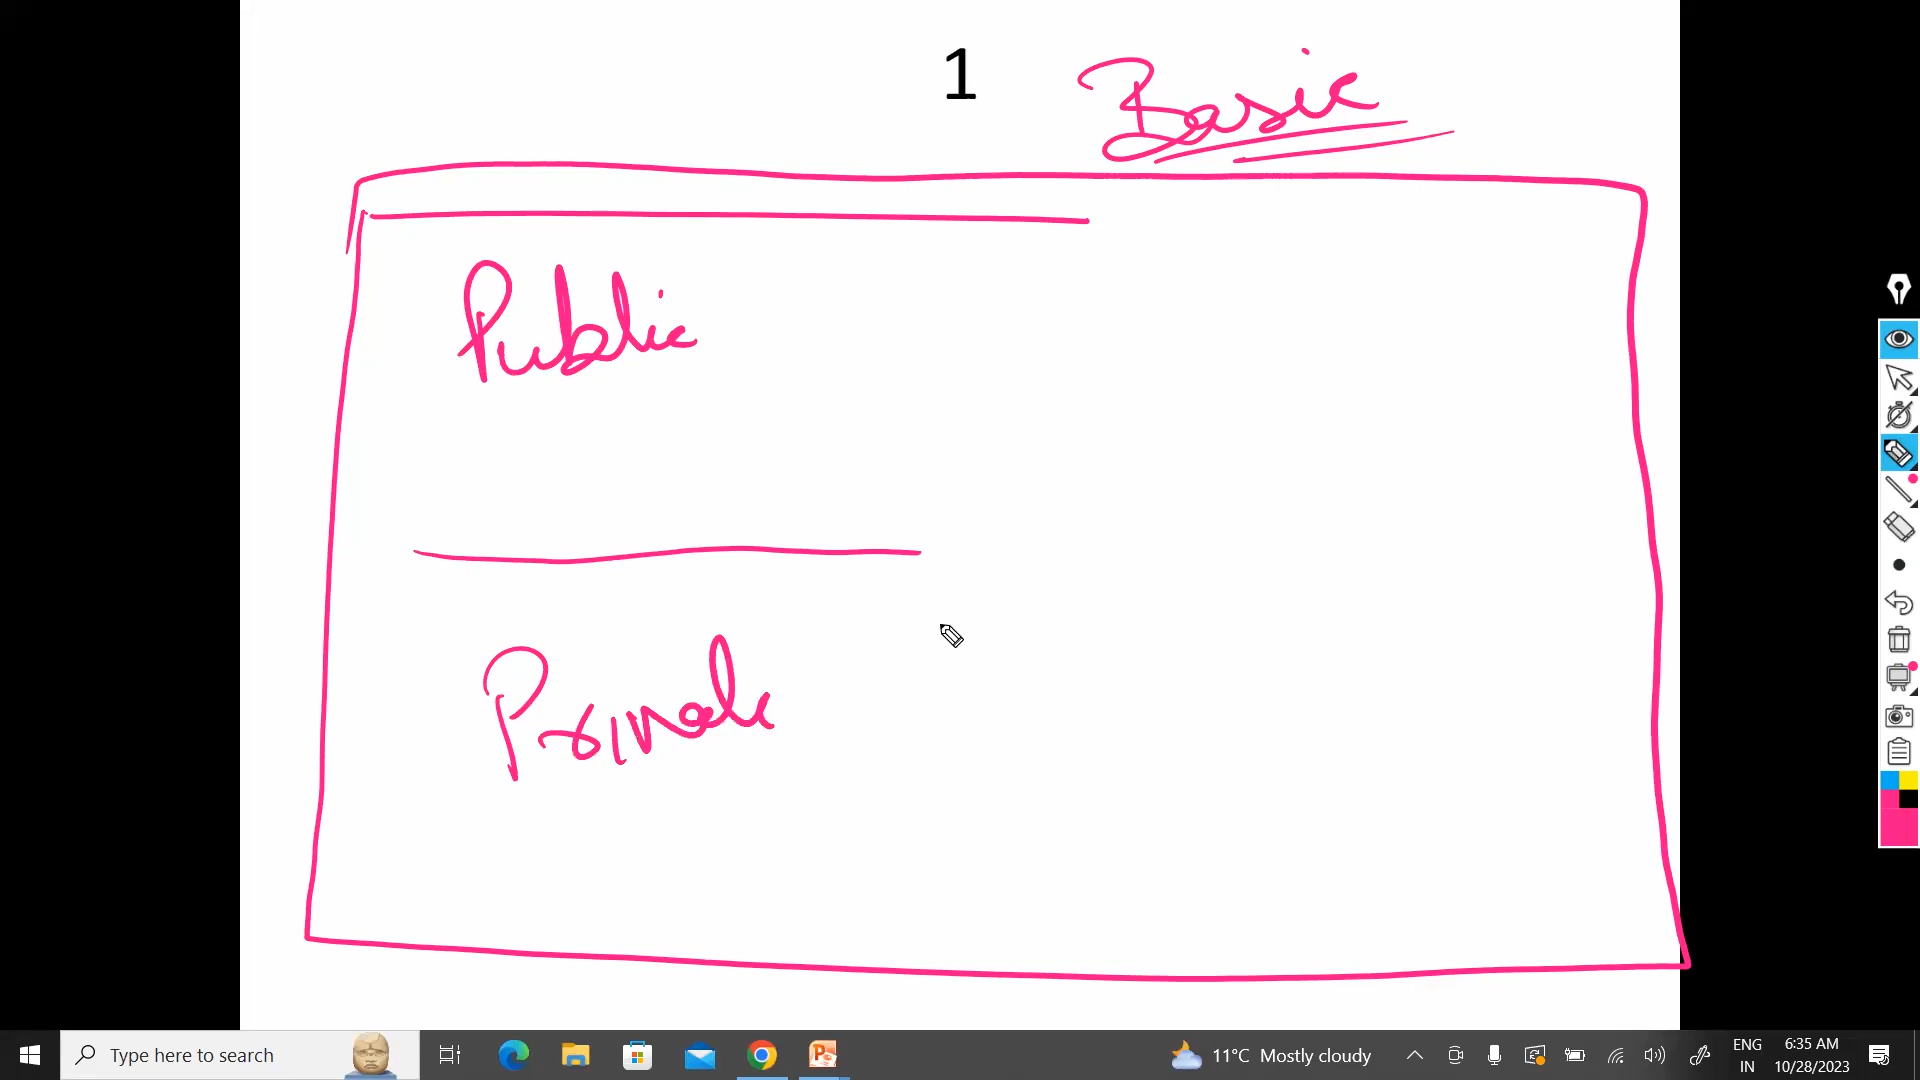 1
Basic
Public
Private
Type here to search
11°C Mostly cloudy
ENG
IN
6:35 AM
10/28/2023